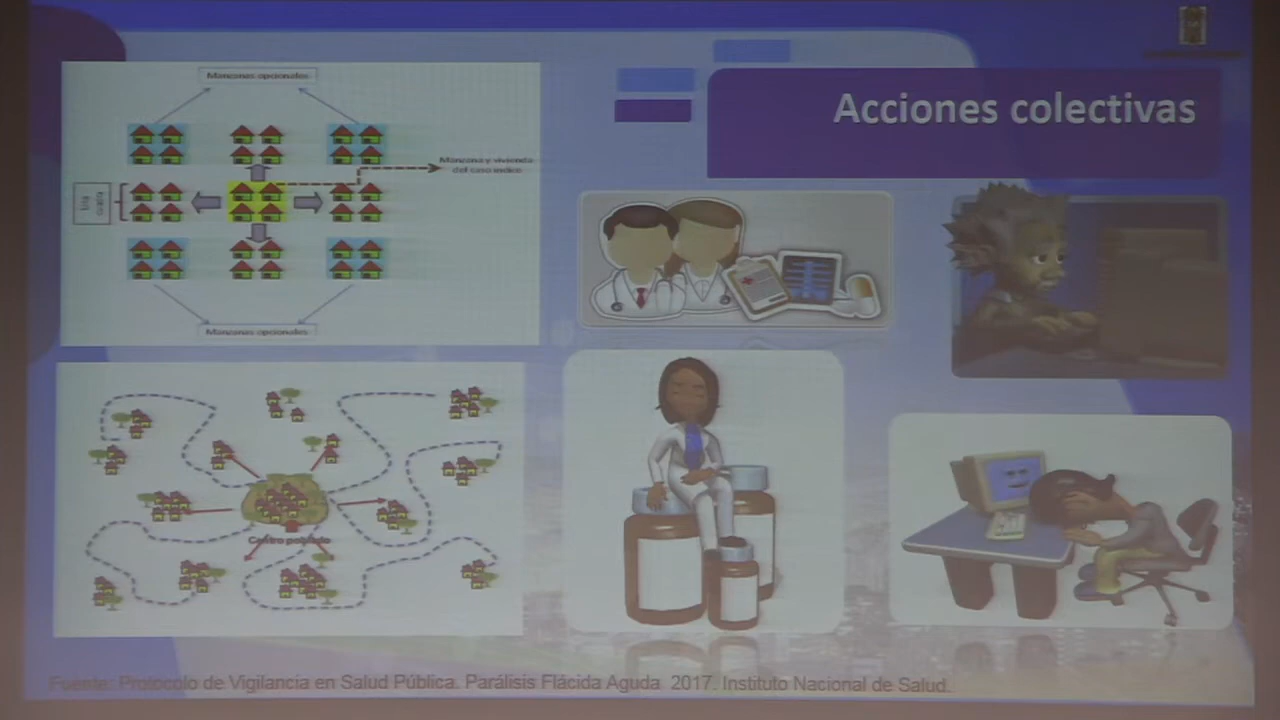 Acciones colectivas
Manzanas opcionales
Manzana y vivienda
del caso índice
Manzanas opcionales
Centro poblado
Fuente: Protocolo de Vigilancia en Salud Pública. Parálisis Flácida Aguda 2017. Instituto Nacional de Salud.